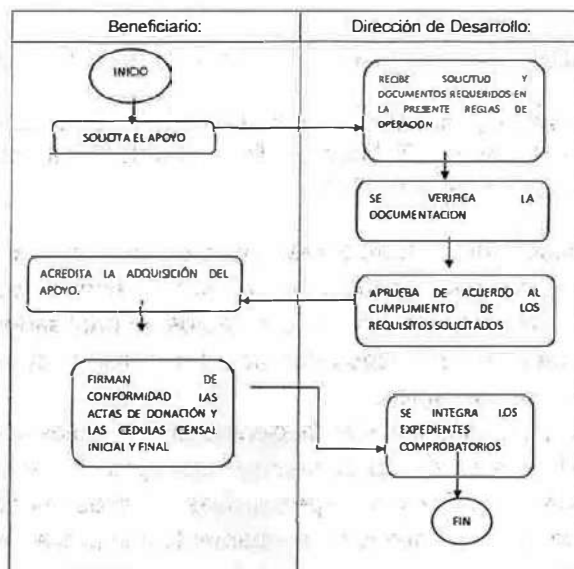 Beneficiario:
Dirección de Desarrollo:
INICIO
SOLICITA EL APOYO
RECIBE SOLICITUD Y
DOCUMENTOS REQUERIDOS EN
LA PRESENTE REGLAS DE
OPERACIÓN
SE VERIFICA LA
DOCUMENTACION
APRUEBA DE ACUERDO AL
CUMPLIMIENTO DE LOS
REQUISITOS SOLICITADOS
ACREDITA LA ADQUISICIÓN DEL
APOYO.
FIRMAN DE
CONFORMIDAD LAS
ACTAS DE DONACIÓN Y
LAS CEDULAS CENSAL
INICIAL Y FINAL
SE INTEGRA LOS
EXPEDIENTES
COMPROBATORIOS
FIN